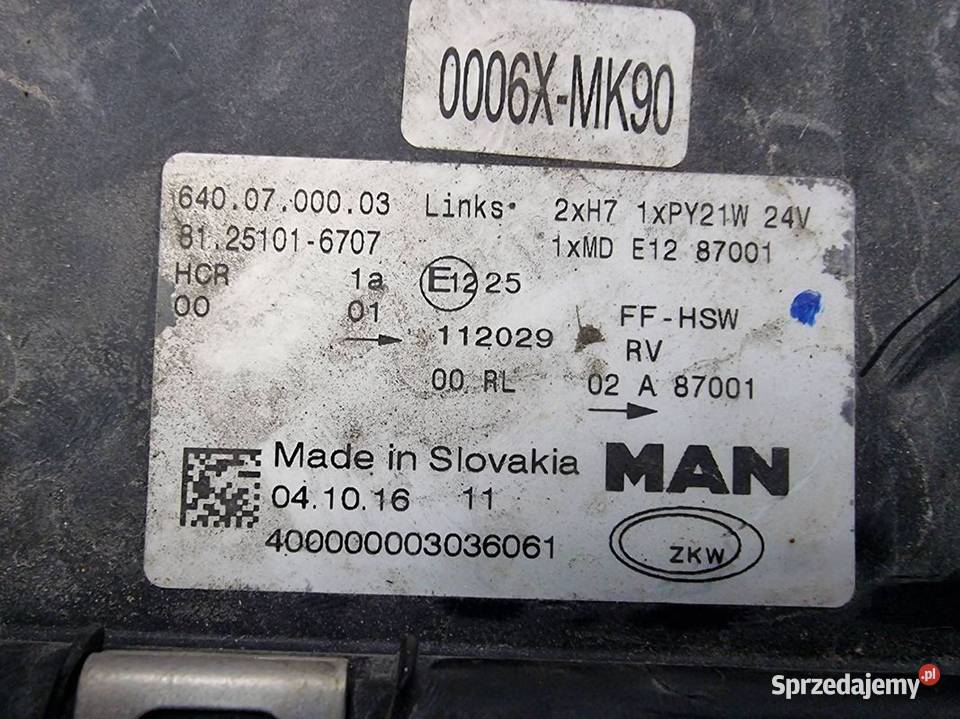 0006X-MK90
640.07.000.03 Links 2xH7 1xPY21W 24V
81.25101-6707 1xMD E12 87001
HCR 1a E12 25
00 01 FF-HSW
112029 RV
00 RL 02 A 87001
Made in Slovakia MAN
04.10.16 11
400000003036061 ZKW
Sprzedajemy.pl